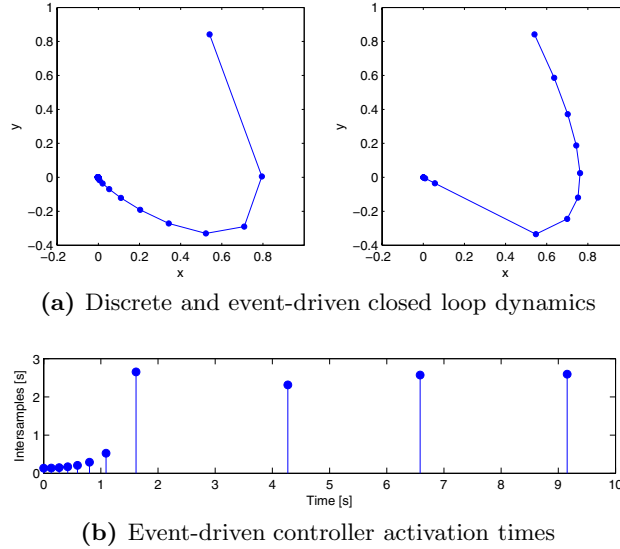 1
0.8
0.6
0.4
0.2
0
-0.2
-0.4
y
-0.2 0 0.2 0.4 0.6 0.8
x
1
0.8
0.6
0.4
0.2
0
-0.2
-0.4
y
-0.2 0 0.2 0.4 0.6 0.8
x
(a) Discrete and event-driven closed loop dynamics
3
2
1
0
Intersamples [s]
0 1 2 3 4 5 6 7 8 9 10
Time [s]
(b) Event-driven controller activation times